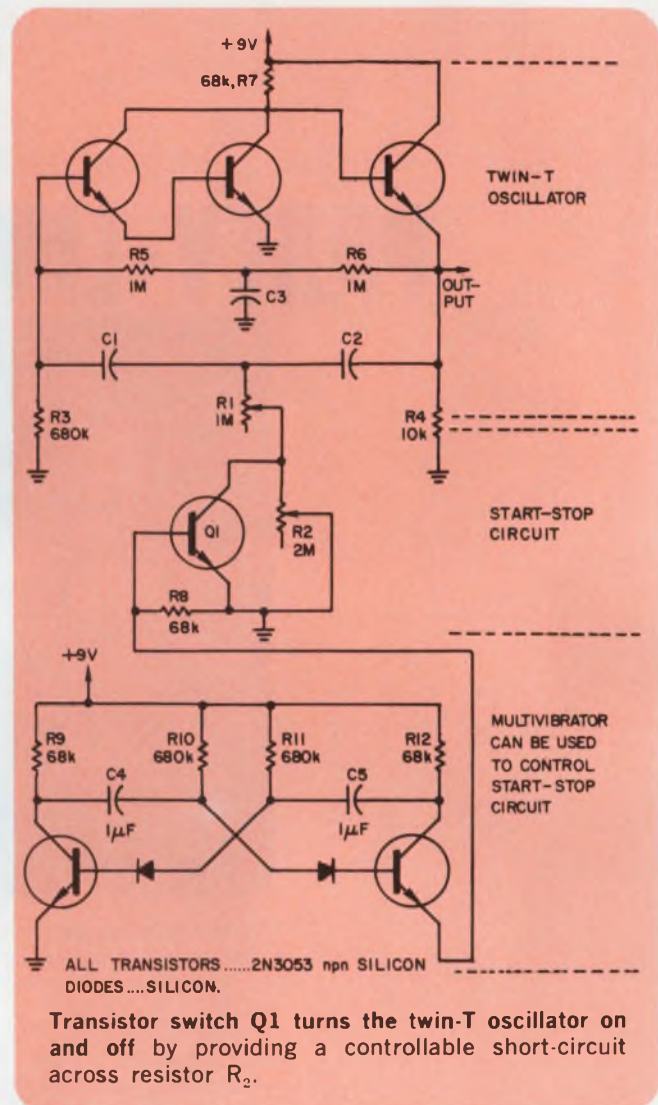 +9V
68k,R7
TWIN-T
OSCILLATOR
R5
1M
R6
1M
C3
OUT-
PUT
C1
C2
R1
1M
R3
680k
R4
10k
Q1
R2
2M
START-STOP
CIRCUIT
R8
68k
+9V
R9
68k
R10
680k
R11
680k
R12
68k
C4
1μF
C5
1μF
MULTIVIBRATOR
CAN BE USED
TO CONTROL
START-STOP
CIRCUIT
ALL TRANSISTORS......2N3053 npn SILICON
DIODES....SILICON.
Transistor switch Q1 turns the twin-T oscillator on
and off by providing a controllable short-circuit
across resistor R₂.